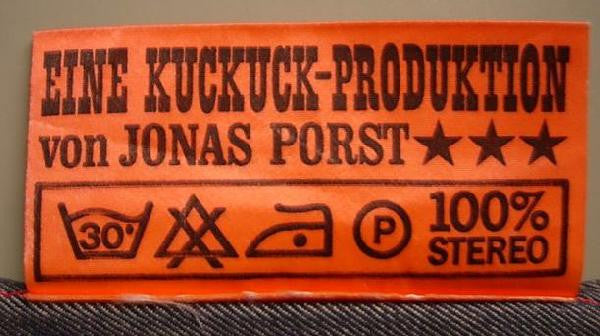 EINE KUCKUCK-PRODUKTION
von JONAS PORST★★★
30° P 100%
STEREO